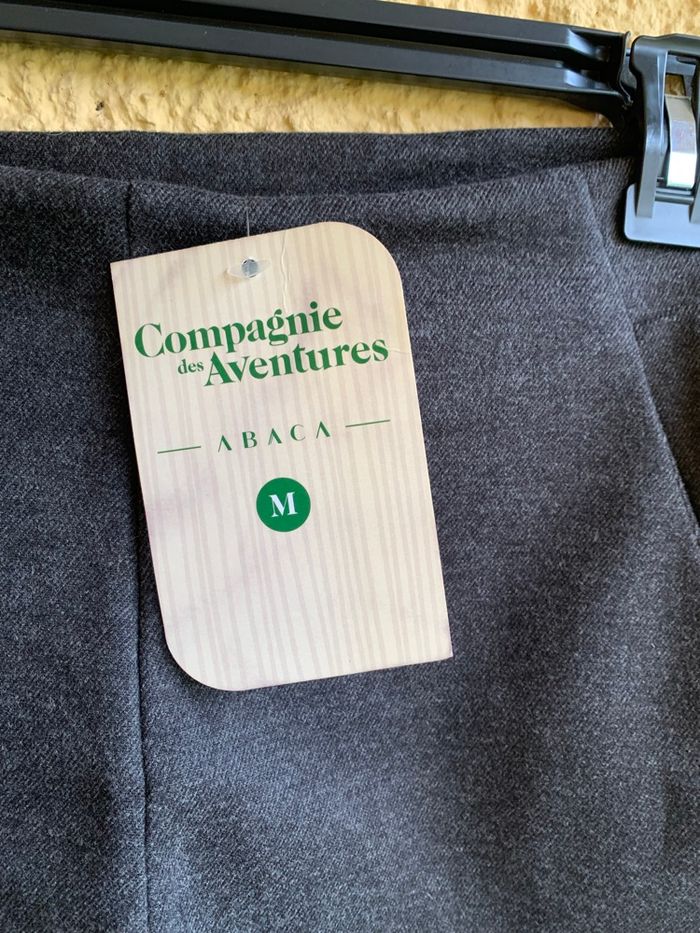 Compagnie
des Aventures
ABACA
M